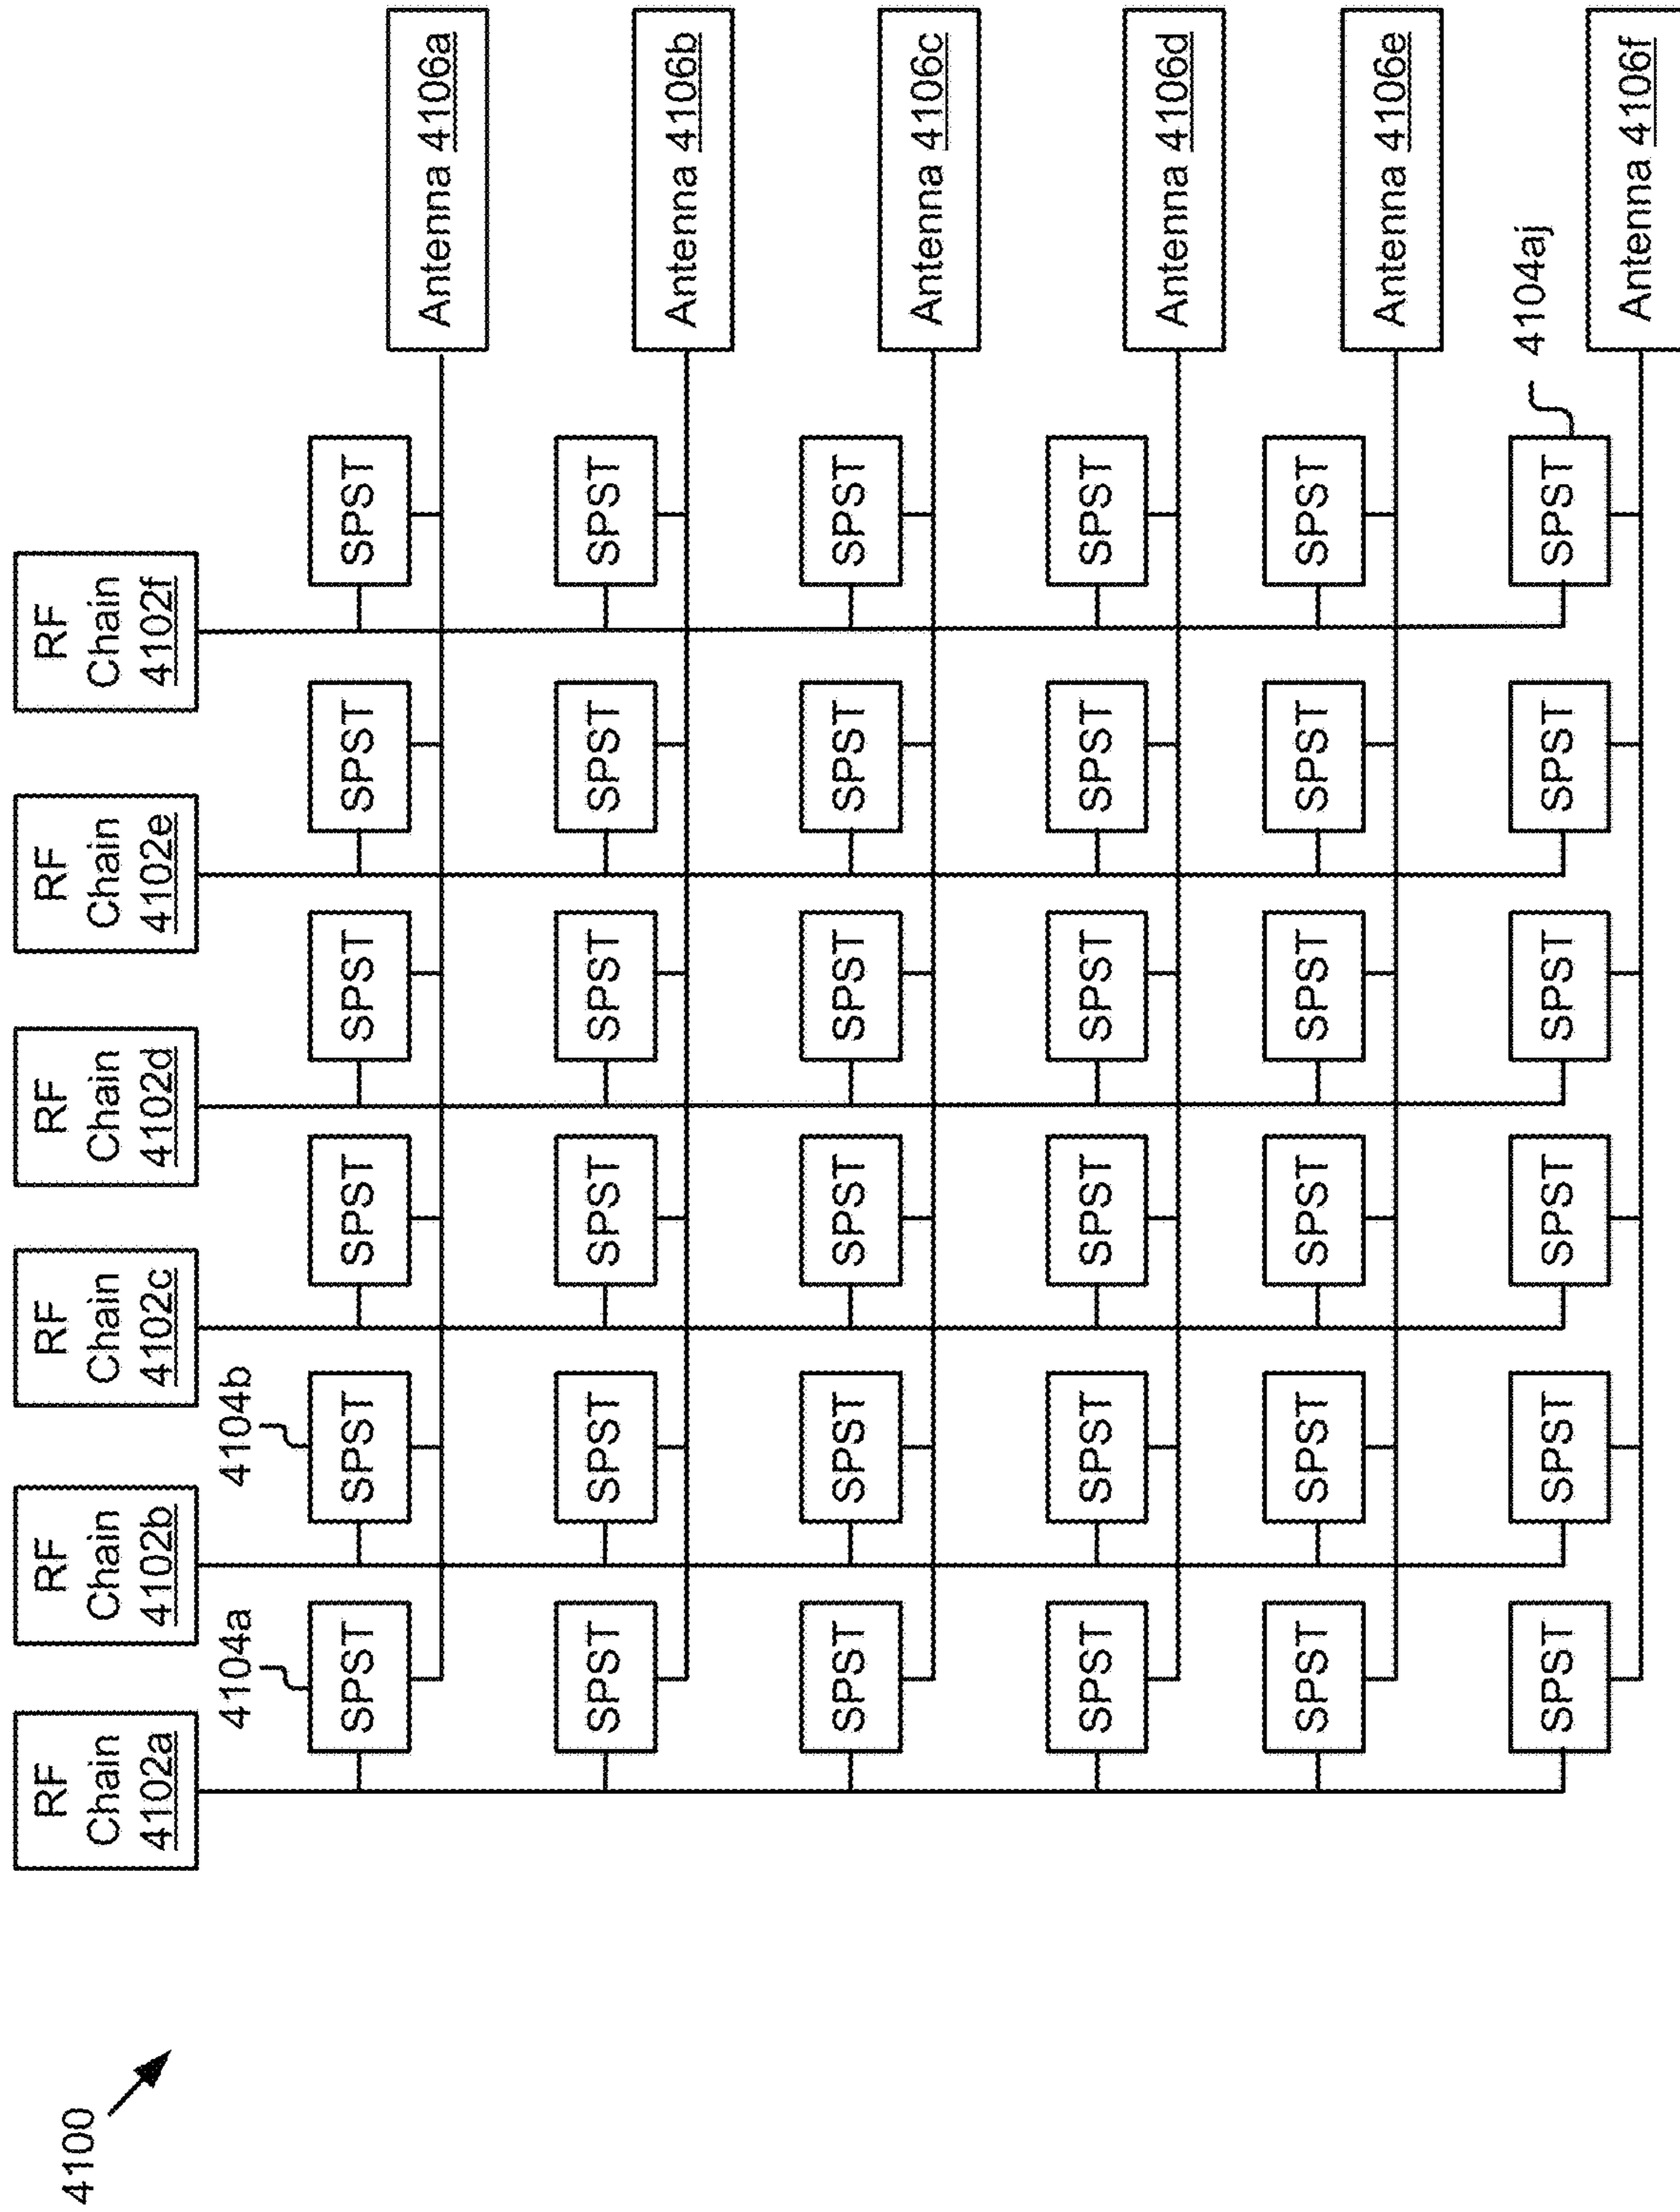 4100
RF
Chain
4102a
RF
Chain
4102b
RF
Chain
4102c
RF
Chain
4102d
RF
Chain
4102e
RF
Chain
4102f
4104a
4104b
SPST
SPST
SPST
SPST
SPST
SPST
Antenna 4106a
SPST
SPST
SPST
SPST
SPST
SPST
Antenna 4106b
SPST
SPST
SPST
SPST
SPST
SPST
Antenna 4106c
SPST
SPST
SPST
SPST
SPST
SPST
Antenna 4106d
SPST
SPST
SPST
SPST
SPST
SPST
Antenna 4106e
4104aj
SPST
SPST
SPST
SPST
SPST
SPST
Antenna 4106f